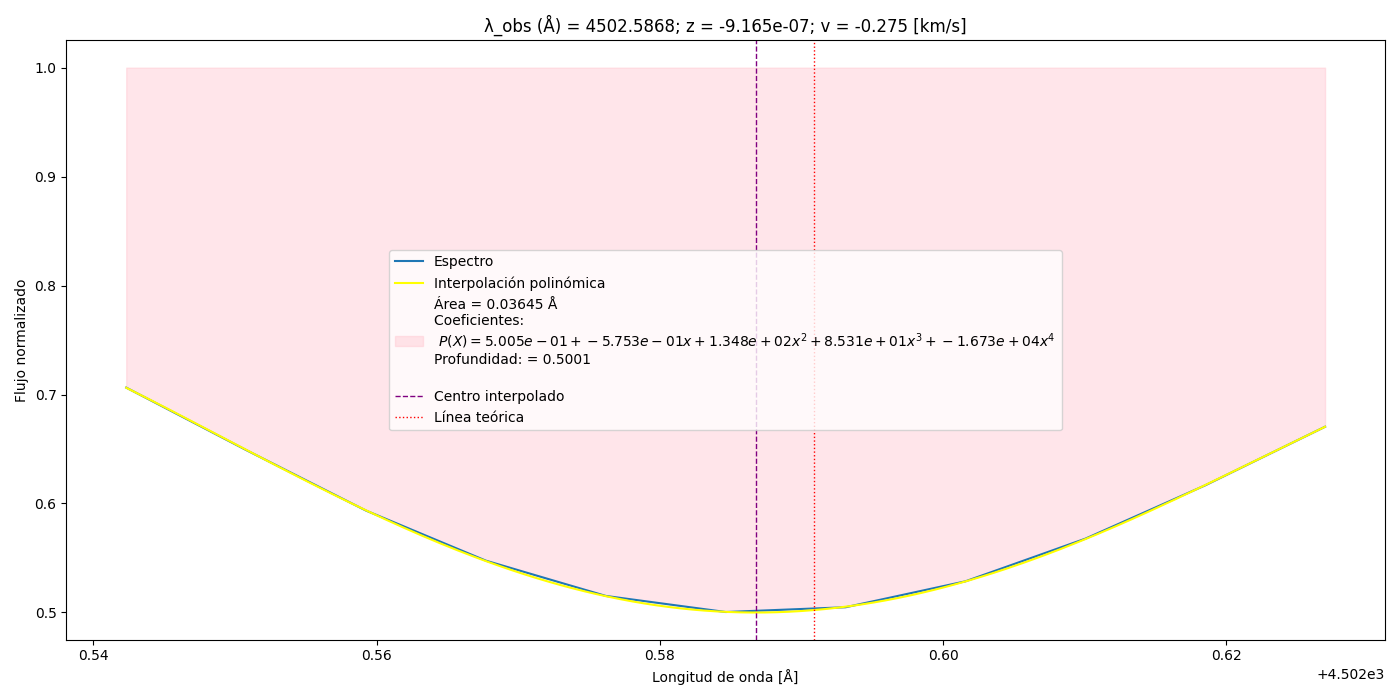 λ_obs (Å) = 4502.5868; z = -9.165e-07; v = -0.275 [km/s]
Flujo normalizado
1.0
0.9
0.8
0.7
0.6
0.5
Espectro
Interpolación polinómica
Área = 0.03645 Å
Coeficientes:
P(X) = 5.005e − 01 + −5.753e − 01x + 1.348e + 02x² + 8.531e + 01x³ + −1.673e + 04x⁴
Profundidad: = 0.5001
Centro interpolado
Línea teórica
0.54 0.56 0.58 0.60 0.62
+4.502e3
Longitud de onda [Å]